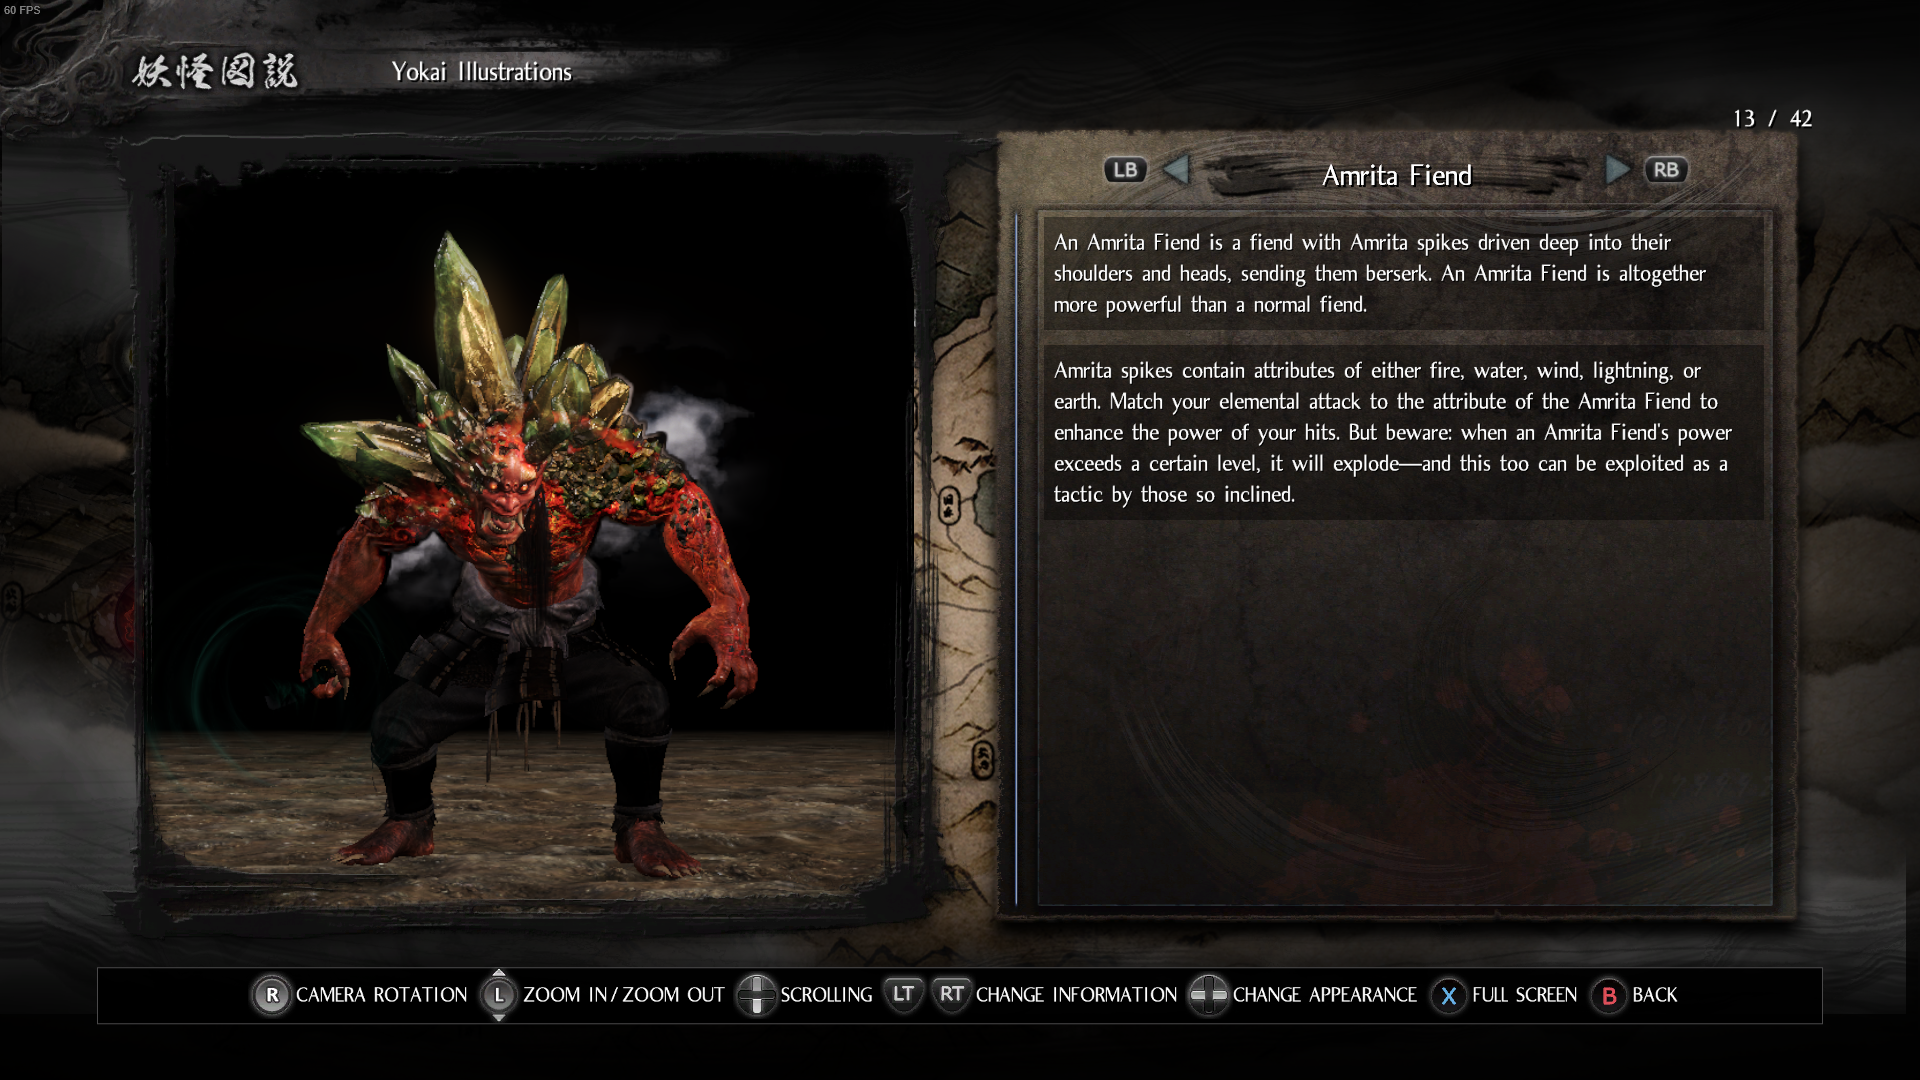 60 FPS
妖怪図説
Yokai Illustrations
13 / 42
LB
Amrita Fiend
RB
An Amrita Fiend is a fiend with Amrita spikes driven deep into their
shoulders and heads, sending them berserk. An Amrita Fiend is altogether
more powerful than a normal fiend.
Amrita spikes contain attributes of either fire, water, wind, lightning, or
earth. Match your elemental attack to the attribute of the Amrita Fiend to
enhance the power of your hits. But beware: when an Amrita Fiend's power
exceeds a certain level, it will explode—and this too can be exploited as a
tactic by those so inclined.
R CAMERA ROTATION L ZOOM IN/ZOOM OUT SCROLLING LT RT CHANGE INFORMATION CHANGE APPEARANCE X FULL SCREEN B BACK